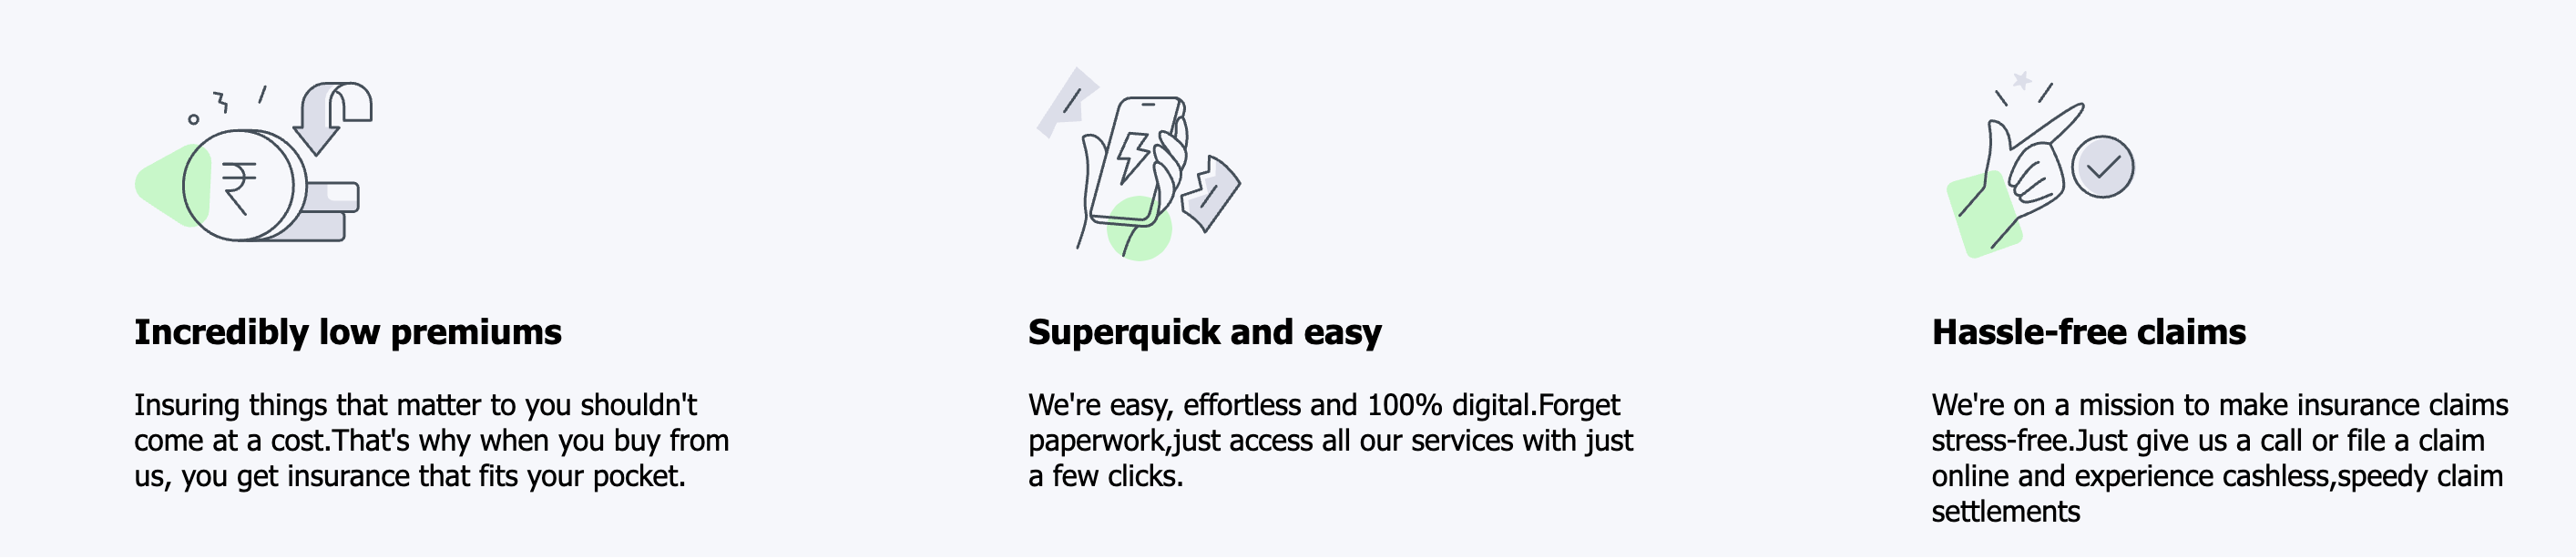 ₹
Incredibly low premiums
Insuring things that matter to you shouldn't
come at a cost.That's why when you buy from
us, you get insurance that fits your pocket.
Superquick and easy
We're easy, effortless and 100% digital.Forget
paperwork,just access all our services with just
a few clicks.
Hassle-free claims
We're on a mission to make insurance claims
stress-free.Just give us a call or file a claim
online and experience cashless,speedy claim
settlements